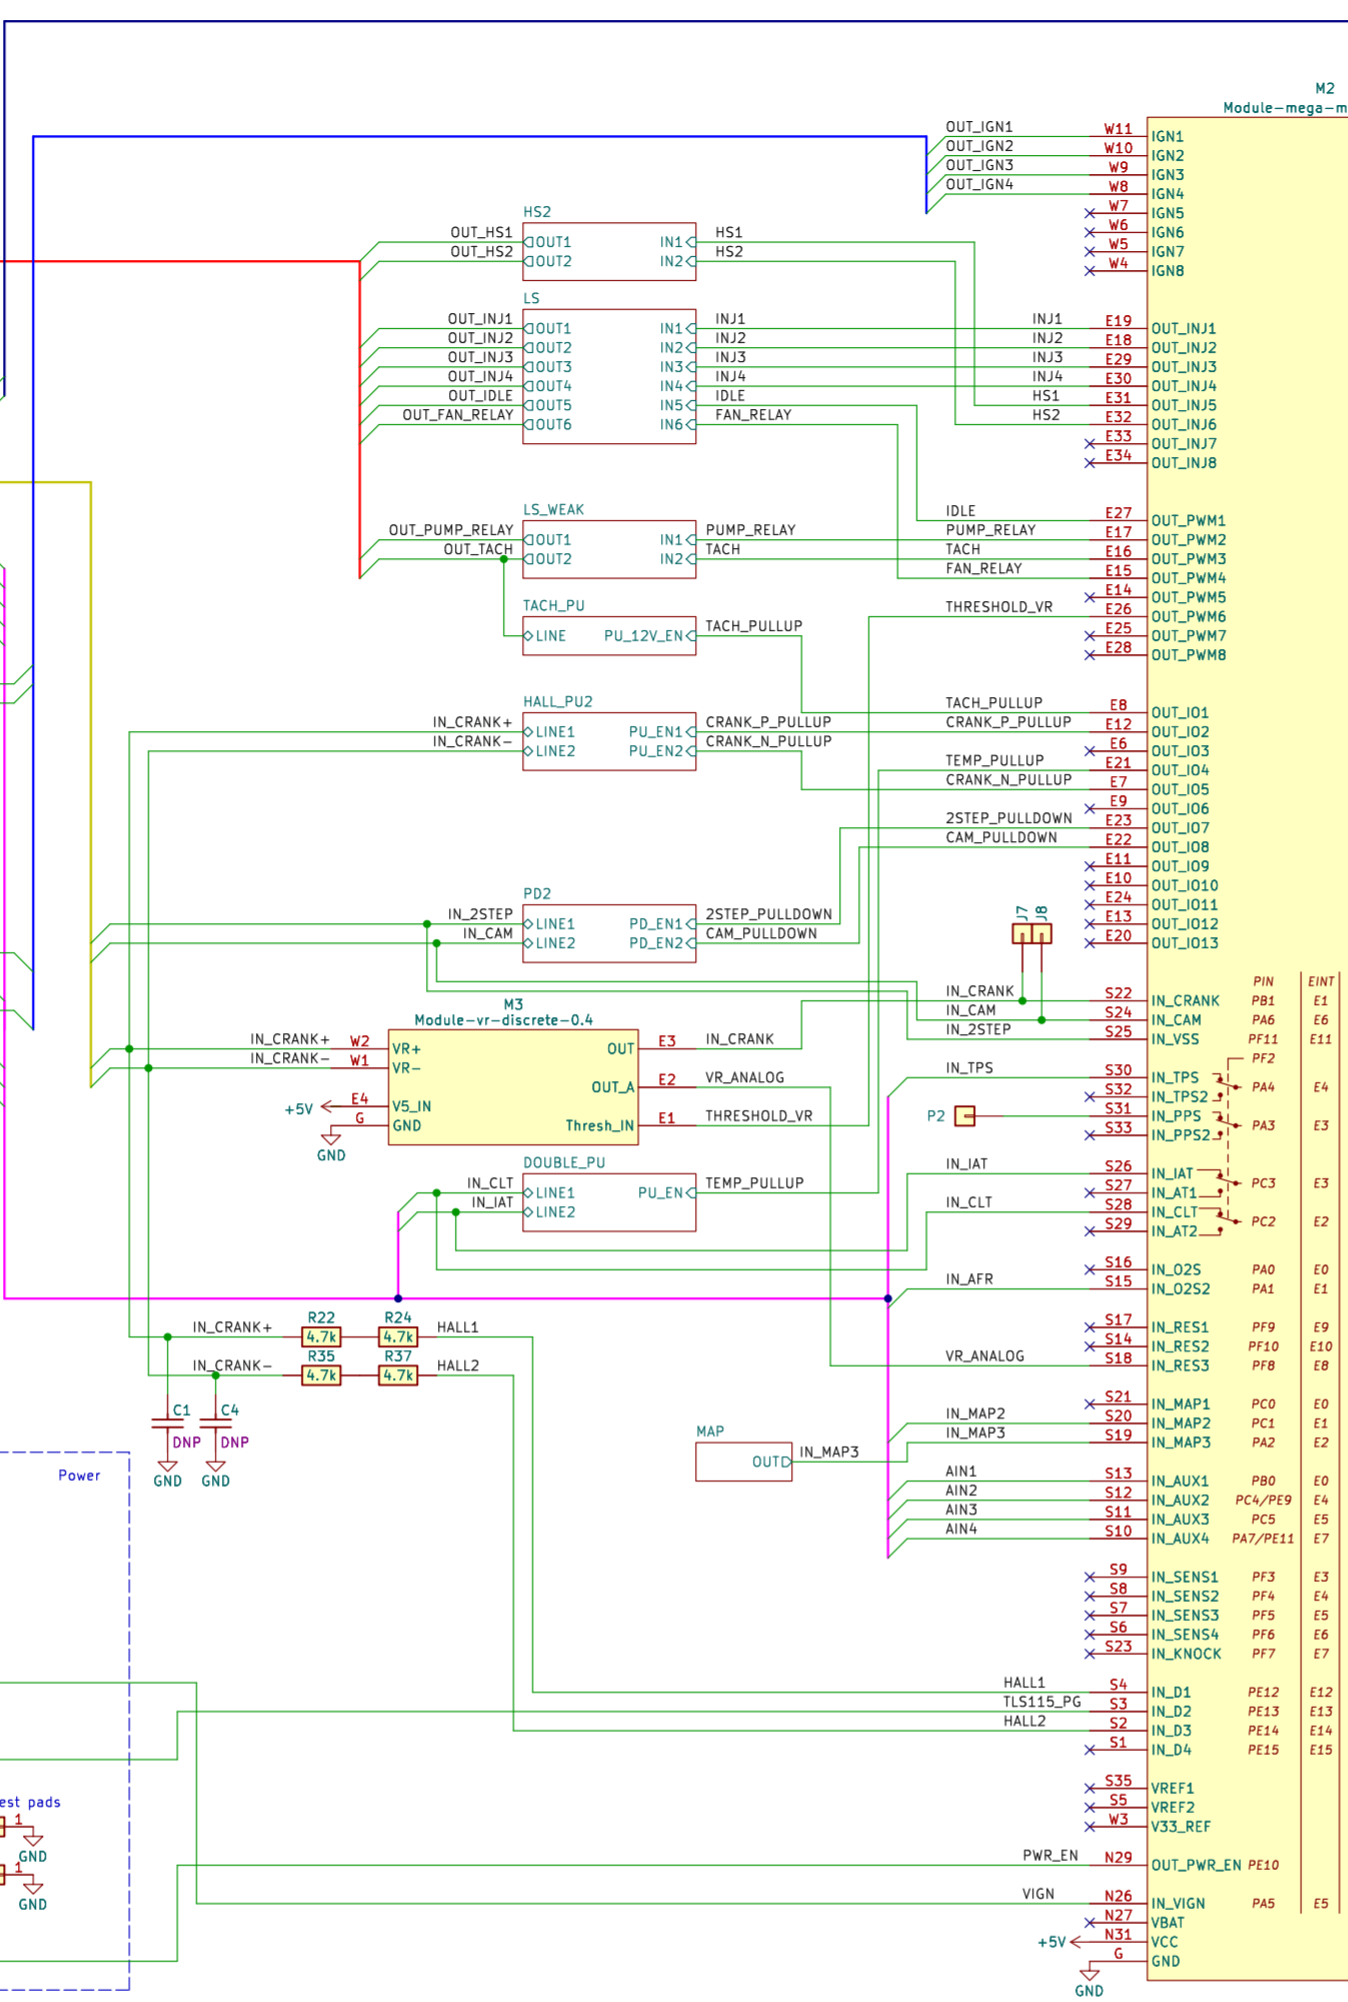 M2
Module-mega-m
OUT_IGN1 W11 IGN1
OUT_IGN2 W10 IGN2
OUT_IGN3 W9 IGN3
OUT_IGN4 W8 IGN4
W7 IGN5
HS2
W6 IGN6
OUT_HS1 OUT1 IN1 HS1
W5 IGN7
OUT_HS2 OUT2 IN2 HS2
W4 IGN8
LS
OUT_INJ1 OUT1 IN1 INJ1 INJ1 E19 OUT_INJ1
OUT_INJ2 OUT2 IN2 INJ2 INJ2 E18 OUT_INJ2
OUT_INJ3 OUT3 IN3 INJ3 INJ3 E29 OUT_INJ3
OUT_INJ4 OUT4 IN4 INJ4 INJ4 E30 OUT_INJ4
OUT_IDLE OUT5 IN5 IDLE HS1 E31 OUT_INJ5
OUT_FAN_RELAY OUT6 IN6 FAN_RELAY HS2 E32 OUT_INJ6
E33 OUT_INJ7
E34 OUT_INJ8
LS_WEAK
IDLE E27 OUT_PWM1
OUT_PUMP_RELAY OUT1 IN1 PUMP_RELAY PUMP_RELAY E17 OUT_PWM2
OUT_TACH OUT2 IN2 TACH TACH E16 OUT_PWM3
FAN_RELAY E15 OUT_PWM4
E14 OUT_PWM5
TACH_PU
THRESHOLD_VR E26 OUT_PWM6
LINE PU_12V_EN TACH_PULLUP E25 OUT_PWM7
E28 OUT_PWM8
HALL_PU2
TACH_PULLUP E8 OUT_IO1
IN_CRANK+ LINE1 PU_EN1 CRANK_P_PULLUP CRANK_P_PULLUP E12 OUT_IO2
IN_CRANK− LINE2 PU_EN2 CRANK_N_PULLUP E6 OUT_IO3
TEMP_PULLUP E21 OUT_IO4
CRANK_N_PULLUP E7 OUT_IO5
E9 OUT_IO6
2STEP_PULLDOWN E23 OUT_IO7
CAM_PULLDOWN E22 OUT_IO8
E11 OUT_IO9
E10 OUT_IO10
PD2
E24 OUT_IO11
J7 J8
IN_2STEP LINE1 PD_EN1 2STEP_PULLDOWN E13 OUT_IO12
IN_CAM LINE2 PD_EN2 CAM_PULLDOWN E20 OUT_IO13
PIN EINT
M3
IN_CRANK S22 IN_CRANK PB1 E1
Module-vr-discrete-0.4
IN_CAM S24 IN_CAM PA6 E6
IN_2STEP S25 IN_VSS PF11 E11
IN_CRANK+ W2 VR+ OUT E3 IN_CRANK
PF2
IN_CRANK− W1 VR−
IN_TPS S30 IN_TPS
OUT_A E2 VR_ANALOG
PA4 E4
S32 IN_TPS2
+5V E4 V5_IN
P2 S31 IN_PPS
GND G GND Thresh_IN E1 THRESHOLD_VR
PA3 E3
S33 IN_PPS2
GND
DOUBLE_PU
IN_IAT S26 IN_IAT
PC3 E3
IN_CLT LINE1 PU_EN TEMP_PULLUP S27 IN_AT1
IN_IAT LINE2 IN_CLT S28 IN_CLT
PC2 E2
S29 IN_AT2
S16 IN_O2S PA0 E0
IN_AFR S15 IN_O2S2 PA1 E1
R22 R24
S17 IN_RES1 PF9 E9
IN_CRANK+ 4.7k 4.7k HALL1
S14 IN_RES2 PF10 E10
R35 R37
VR_ANALOG S18 IN_RES3 PF8 E8
IN_CRANK− 4.7k 4.7k HALL2
S21 IN_MAP1 PC0 E0
C1 C4
IN_MAP2 S20 IN_MAP2 PC1 E1
MAP
IN_MAP3 S19 IN_MAP3 PA2 E2
DNP DNP
OUT IN_MAP3
Power
GND GND
AIN1 S13 IN_AUX1 PB0 E0
AIN2 S12 IN_AUX2 PC4/PE9 E4
AIN3 S11 IN_AUX3 PC5 E5
AIN4 S10 IN_AUX4 PA7/PE11 E7
S9 IN_SENS1 PF3 E3
S8 IN_SENS2 PF4 E4
S7 IN_SENS3 PF5 E5
S6 IN_SENS4 PF6 E6
S23 IN_KNOCK PF7 E7
HALL1 S4 IN_D1 PE12 E12
TLS115_PG S3 IN_D2 PE13 E13
HALL2 S2 IN_D3 PE14 E14
S1 IN_D4 PE15 E15
S35 VREF1
est pads
S5 VREF2
1
W3 V33_REF
GND
PWR_EN N29 OUT_PWR_EN PE10
1
GND
VIGN N26 IN_VIGN PA5 E5
N27 VBAT
+5V N31 VCC
G GND
GND